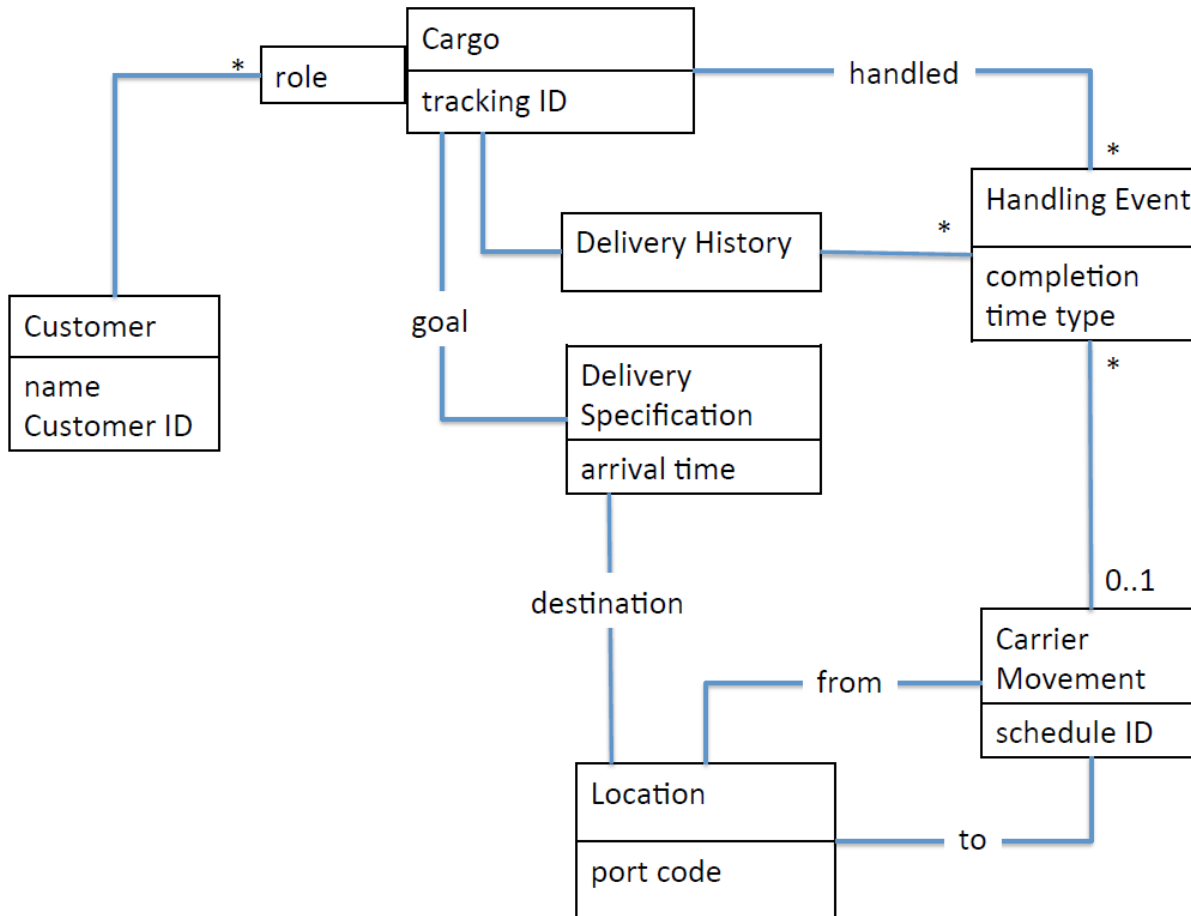 Cargo
*
role
handled
tracking ID
*
Handling Event
*
Delivery History
completion
time type
Customer
goal
*
Delivery
Specification
name
Customer ID
arrival time
0..1
destination
Carrier
Movement
from
schedule ID
Location
to
port code